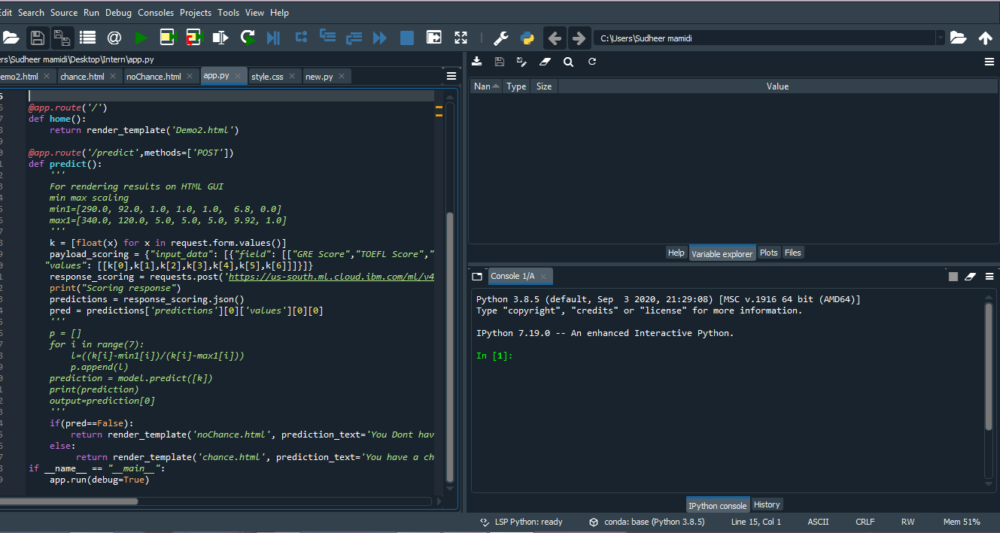 Edit Search Source Run Debug Consoles Projects Tools View Help
C:\Users\Sudheer mamidi
ers\Sudheer mamidi\Desktop\Intern\app.py
emo2.html chance.html noChance.html app.py style.css new.py
@app.route('/')
def home():
return render_template('Demo2.html')
@app.route('/predict',methods=['POST'])
def predict():
'''
For rendering results on HTML GUI
min max scaling
min1=[290.0, 92.0, 1.0, 1.0, 1.0,  6.8, 0.0]
max1=[340.0, 120.0, 5.0, 5.0, 5.0, 9.92, 1.0]
'''
k = [float(x) for x in request.form.values()]
payload_scoring = {"input_data": [{"field": [["GRE Score","TOEFL Score","
"values": [[k[0],k[1],k[2],k[3],k[4],k[5],k[6]]]}]}
response_scoring = requests.post('https://us-south.ml.cloud.ibm.com/ml/v4
print("Scoring response")
predictions = response_scoring.json()
pred = predictions['predictions'][0]['values'][0][0]
'''
p = []
for i in range(7):
l=((k[i]-min1[i])/(k[i]-max1[i]))
p.append(l)
prediction = model.predict([k])
print(prediction)
output=prediction[0]
'''
if(pred==False):
return render_template('noChance.html', prediction_text='You Dont hav
else:
return render_template('chance.html', prediction_text='You have a ch
if __name__ == "__main__":
app.run(debug=True)
Nan Type Size Value
Help Variable explorer Plots Files
Console 1/A
Python 3.8.5 (default, Sep  3 2020, 21:29:08) [MSC v.1916 64 bit (AMD64)]
Type "copyright", "credits" or "license" for more information.
IPython 7.19.0 -- An enhanced Interactive Python.
In [1]:
IPython console History
LSP Python: ready conda: base (Python 3.8.5) Line 15, Col 1 ASCII CRLF RW Mem 51%